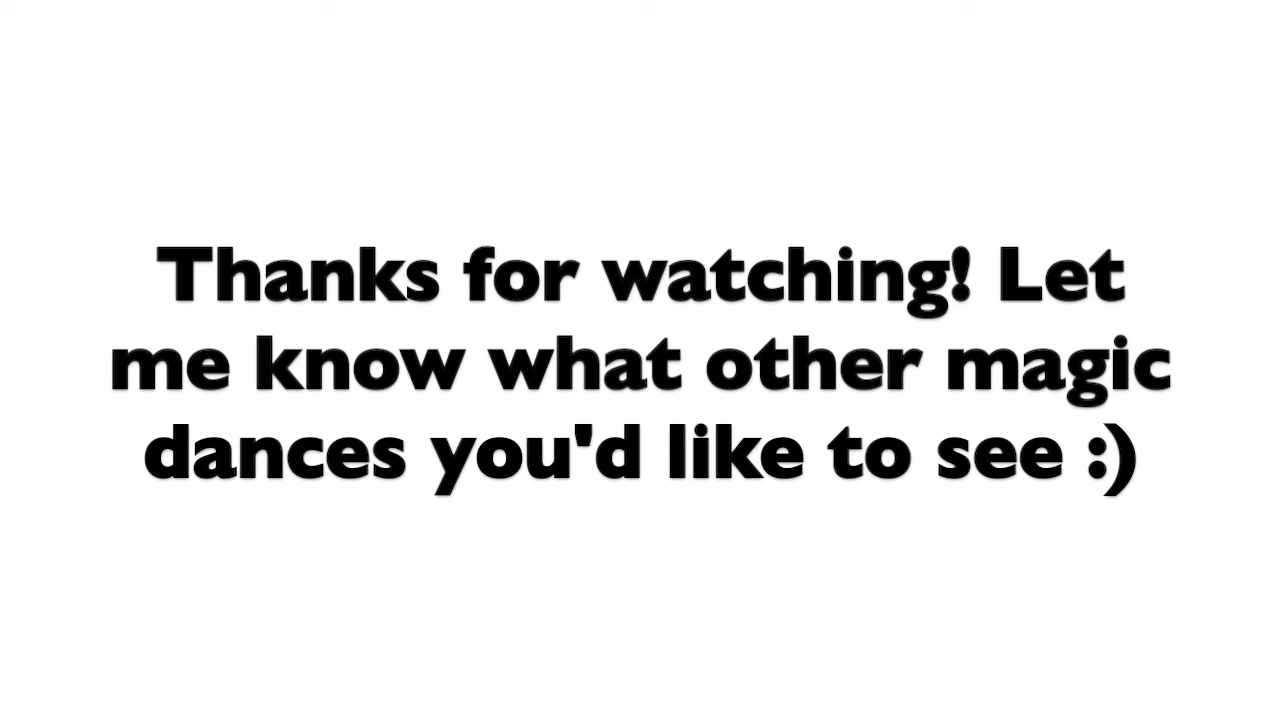 Thanks for watching! Let
me know what other magic
dances you'd like to see :)